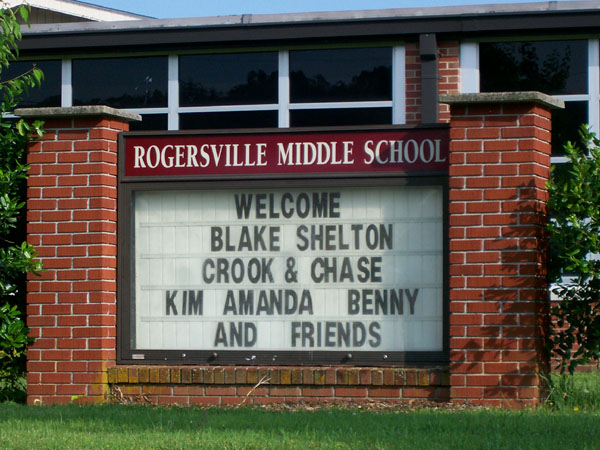 ROGERSVILLE MIDDLE SCHOOL
WELCOME
BLAKE SHELTON
CROOK & CHASE
KIM AMANDA BENNY
AND FRIENDS